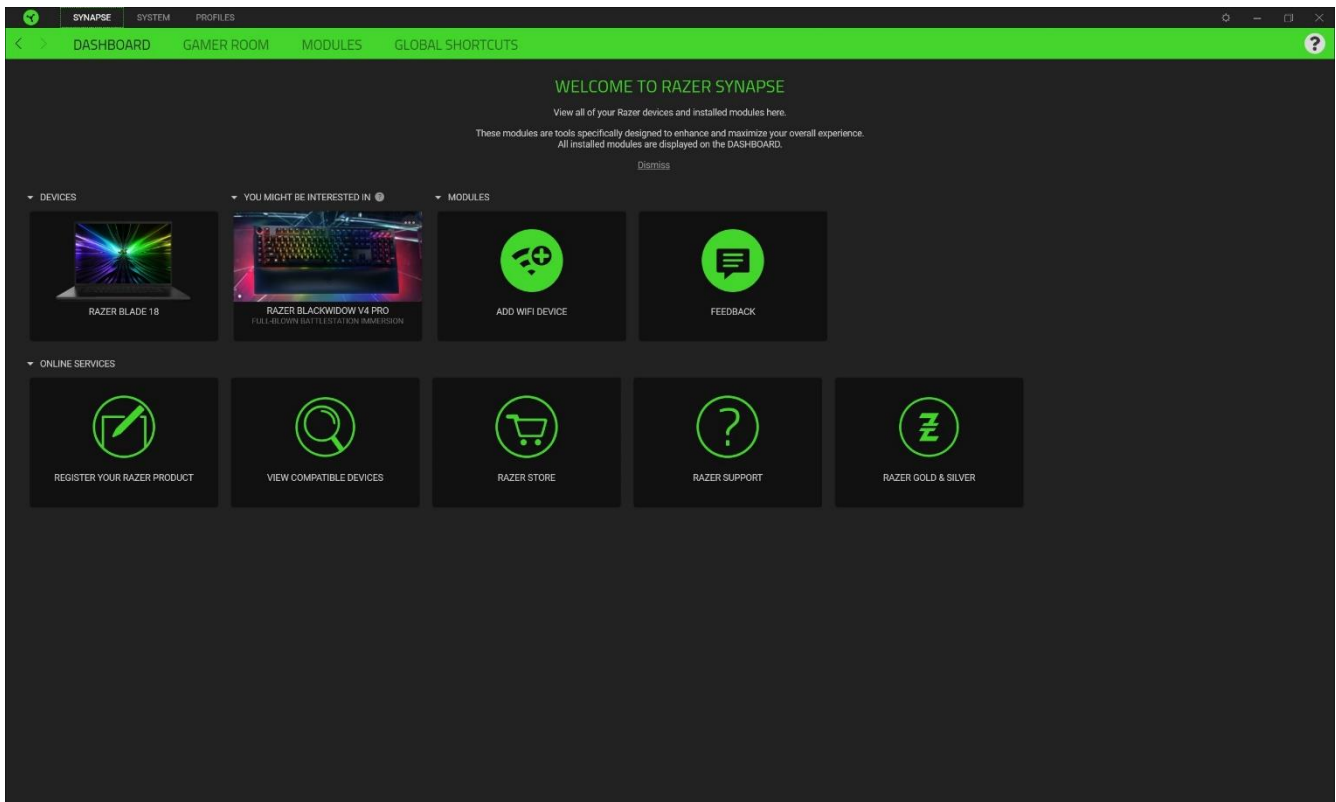 SYNAPSE SYSTEM PROFILES
DASHBOARD GAMER ROOM MODULES GLOBAL SHORTCUTS
WELCOME TO RAZER SYNAPSE
View all of your Razer devices and installed modules here.
These modules are tools specifically designed to enhance and maximize your overall experience.
All installed modules are displayed on the DASHBOARD.
Dismiss
DEVICES
YOU MIGHT BE INTERESTED IN
MODULES
RAZER BLADE 18
RAZER BLACKWIDOW V4 PRO
FULL-BLOWN BATTLESTATION IMMERSION
ADD WIFI DEVICE
FEEDBACK
ONLINE SERVICES
REGISTER YOUR RAZER PRODUCT
VIEW COMPATIBLE DEVICES
RAZER STORE
RAZER SUPPORT
RAZER GOLD & SILVER